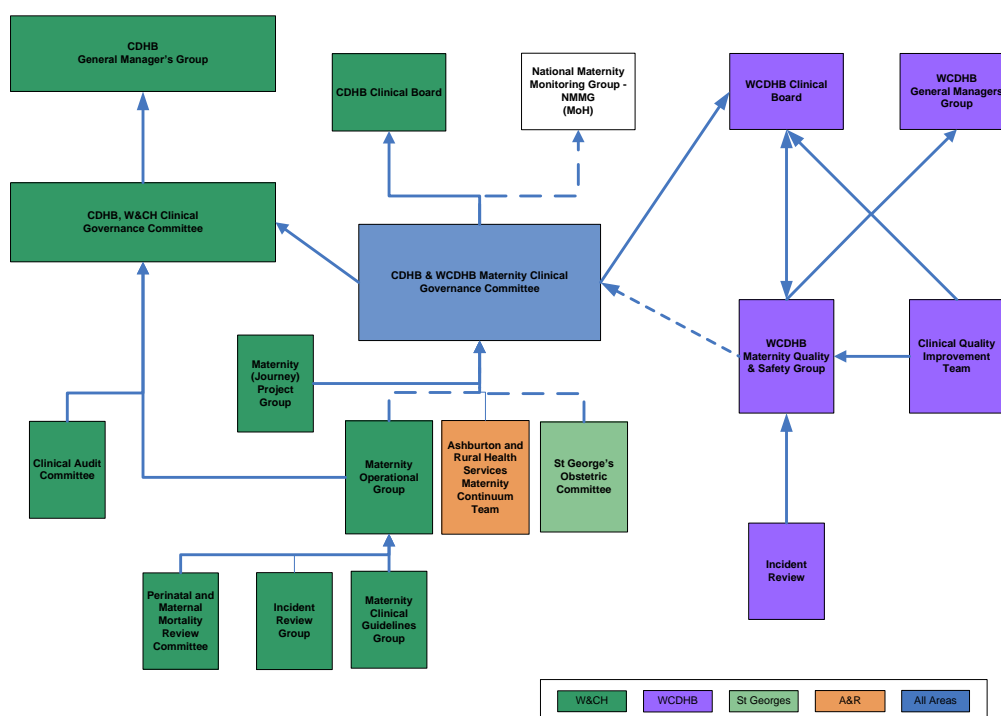 CDHB
General Manager's Group
CDHB Clinical Board
National Maternity
Monitoring Group -
NMMG
(MoH)
WCDHB Clinical
Board
WCDHB
General Managers
Group
CDHB, W&CH Clinical
Governance Committee
CDHB & WCDHB Maternity Clinical
Governance Committee
WCDHB
Maternity Quality
& Safety Group
Clinical Quality
Improvement
Team
Maternity
(Journey)
Project
Group
Clinical Audit
Committee
Maternity
Operational
Group
Ashburton and
Rural Health
Services
Maternity
Continuum
Team
St George's
Obstetric
Committee
Incident
Review
Perinatal and
Maternal
Mortality
Review
Committee
Incident
Review
Group
Maternity
Clinical
Guidelines
Group
W&CH
WCDHB
St Georges
A&R
All Areas